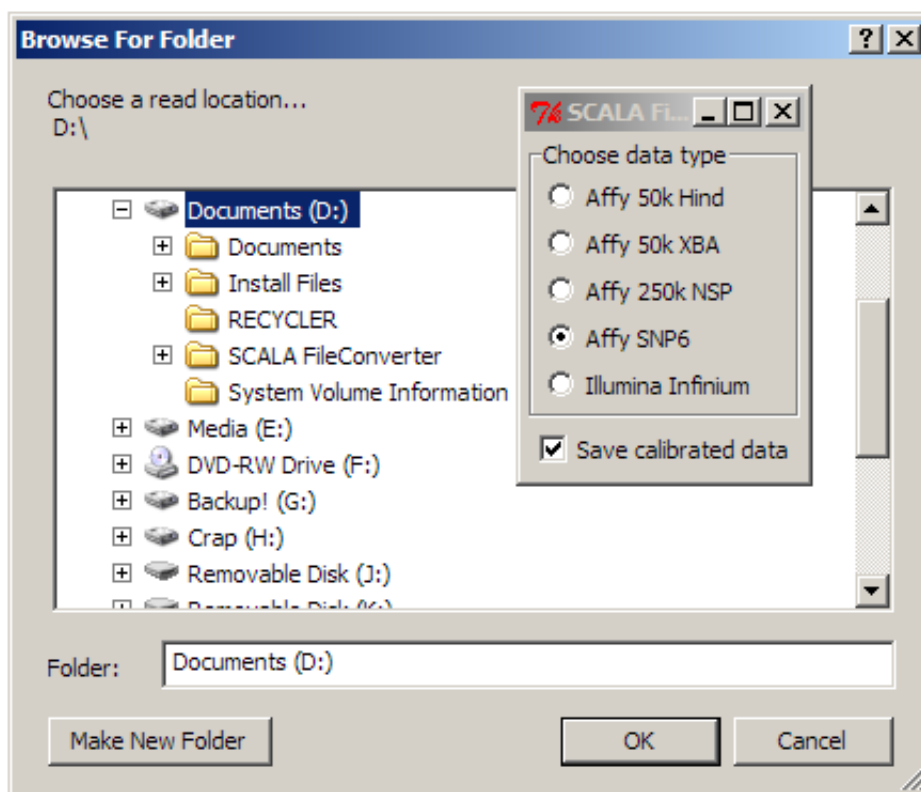 Browse For Folder
Choose a read location...
D:\
SCALA Fi...
Choose data type
Affy 50k Hind
Affy 50k XBA
Affy 250k NSP
Affy SNP6
Illumina Infinium
Save calibrated data
Documents (D:)
Documents
Install Files
RECYCLER
SCALA FileConverter
System Volume Information
Media (E:)
DVD-RW Drive (F:)
Backup! (G:)
Crap (H:)
Removable Disk (J:)
Removable Disk (K:)
Folder:
Documents (D:)
Make New Folder
OK
Cancel